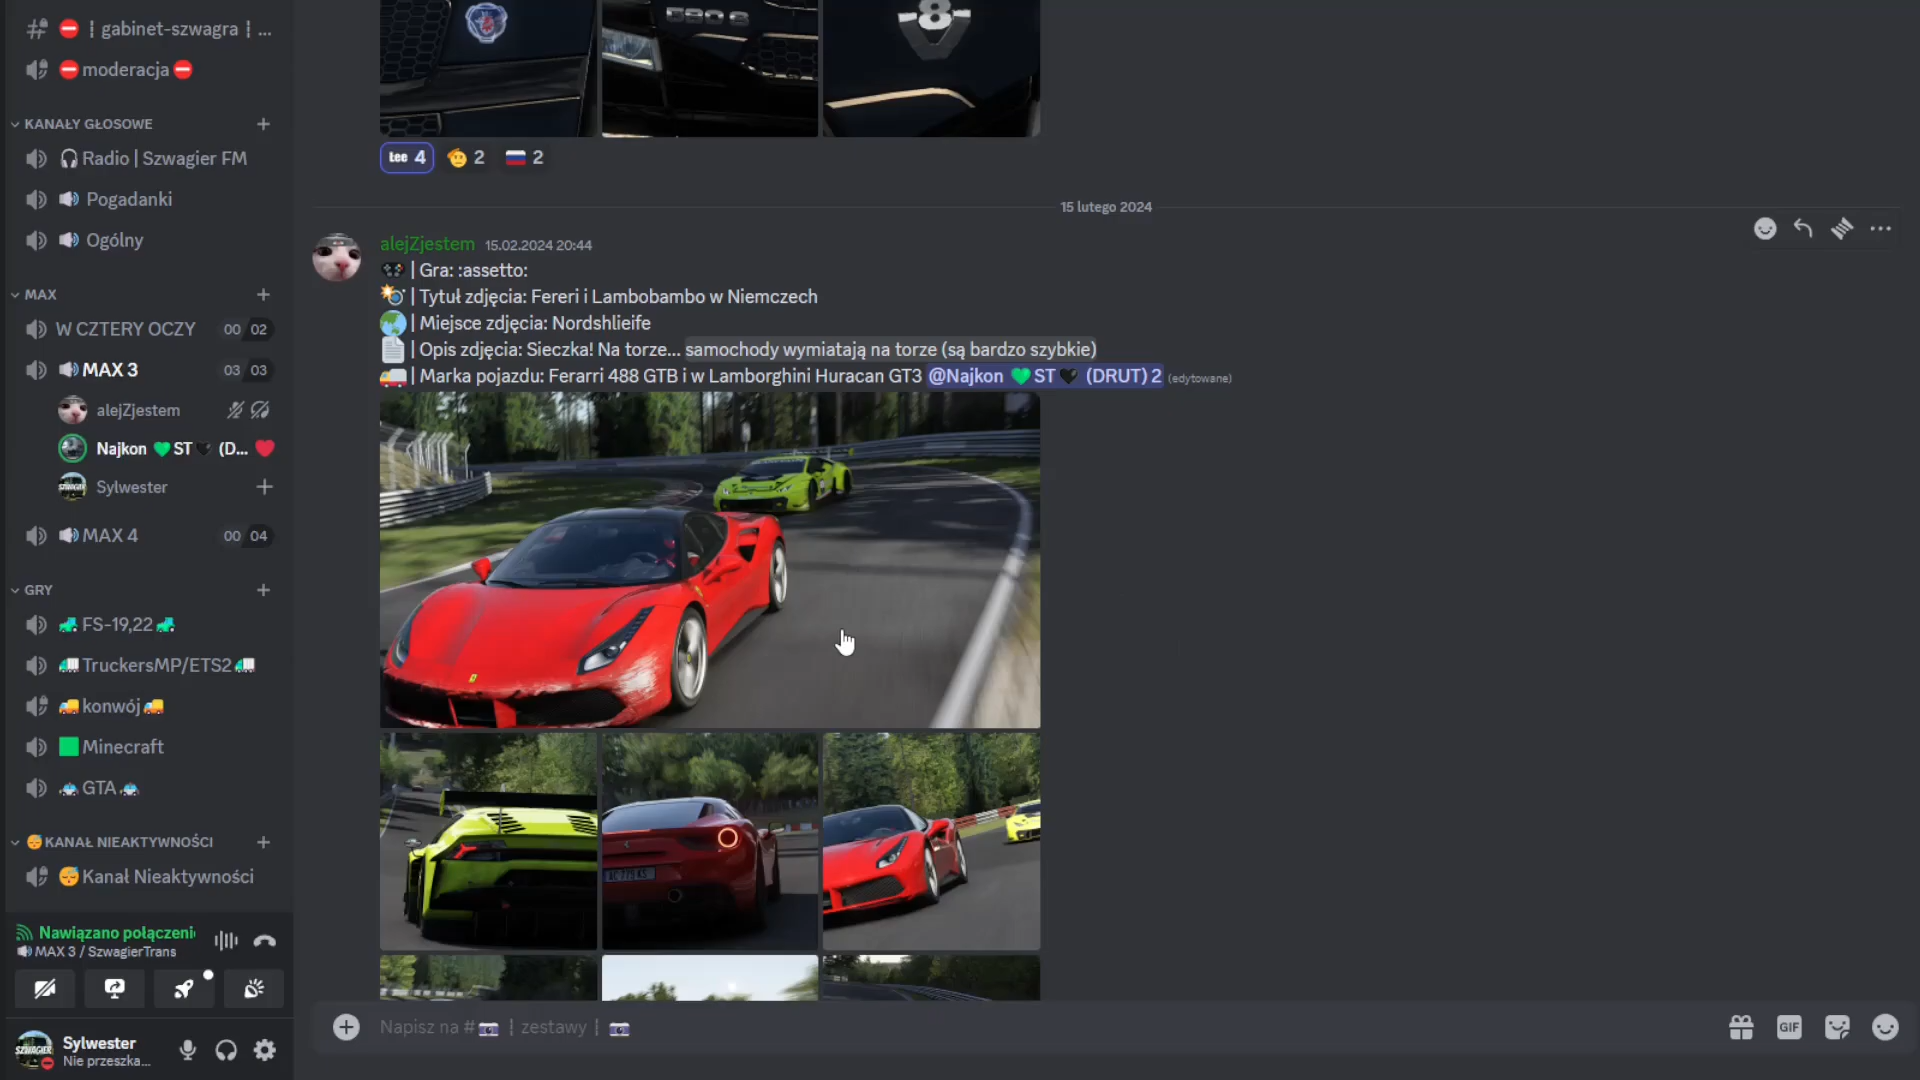 | gabinet-szwagra | ...
moderacja
KANAŁY GŁOSOWE
Radio | Szwagier FM
Pogadanki
Ogólny
MAX
W CZTERY OCZY 00 02
MAX 3 03 03
alejZjestem
Najkon ST (D...
Sylwester
MAX 4 00 04
GRY
FS-19,22
TruckersMP/ETS2
konwój
Minecraft
GTA
KANAŁ NIEAKTYWNOŚCI
Kanał Nieaktywności
Nawiązano połączeni
MAX 3 / SzwagierTrans
SZWAGIER
Sylwester
Nie przeszka...
590 S
V8
tee 4
2
2
15 lutego 2024
alejZjestem 15.02.2024 20:44
| Gra: :assetto:
| Tytuł zdjęcia: Fereri i Lambobambo w Niemczech
| Miejsce zdjęcia: Nordshlieife
| Opis zdjęcia: Sieczka! Na torze... samochody wymiatają na torze (są bardzo szybkie)
| Marka pojazdu: Ferarri 488 GTB i w Lamborghini Huracan GT3 @Najkon ST (DRUT) 2 (edytowane)
Napisz na # | zestawy |
GIF